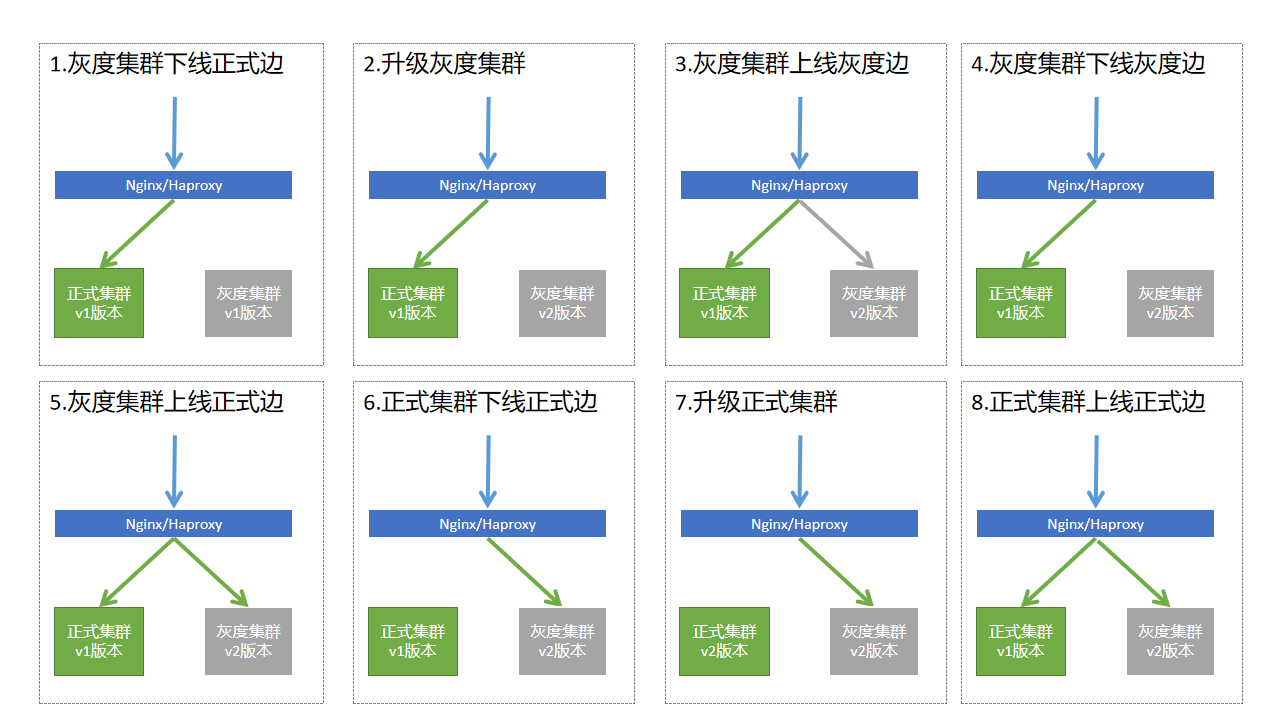 1.灰度集群下线正式边
Nginx/Haproxy
正式集群
v1版本
灰度集群
v1版本
2.升级灰度集群
Nginx/Haproxy
正式集群
v1版本
灰度集群
v2版本
3.灰度集群上线灰度边
Nginx/Haproxy
正式集群
v1版本
灰度集群
v2版本
4.灰度集群下线灰度边
Nginx/Haproxy
正式集群
v1版本
灰度集群
v2版本
5.灰度集群上线正式边
Nginx/Haproxy
正式集群
v1版本
灰度集群
v2版本
6.正式集群下线正式边
Nginx/Haproxy
正式集群
v1版本
灰度集群
v2版本
7.升级正式集群
Nginx/Haproxy
正式集群
v2版本
灰度集群
v2版本
8.正式集群上线正式边
Nginx/Haproxy
正式集群
v1版本
灰度集群
v2版本